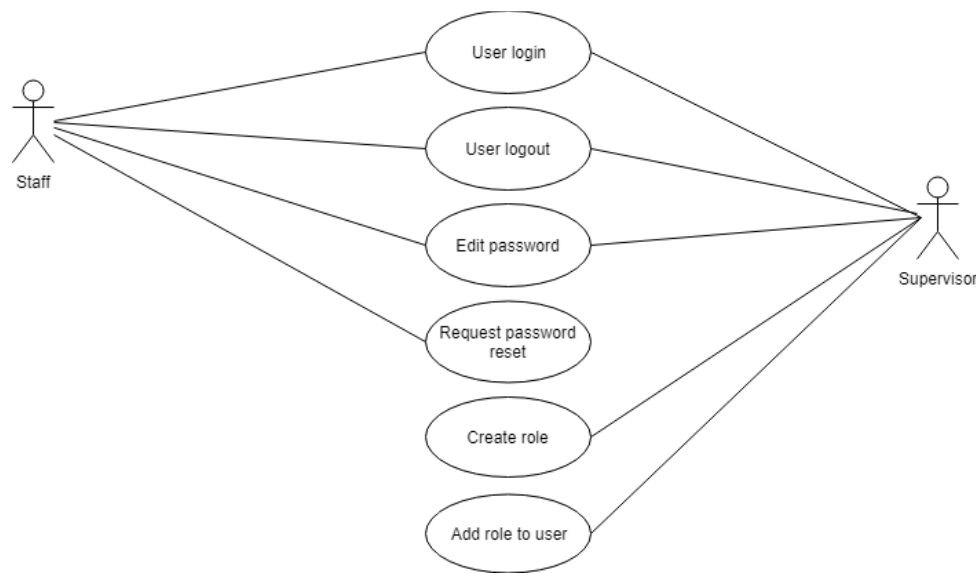 User login
User logout
Staff
Edit password
Supervisor
Request password
reset
Create role
Add role to user